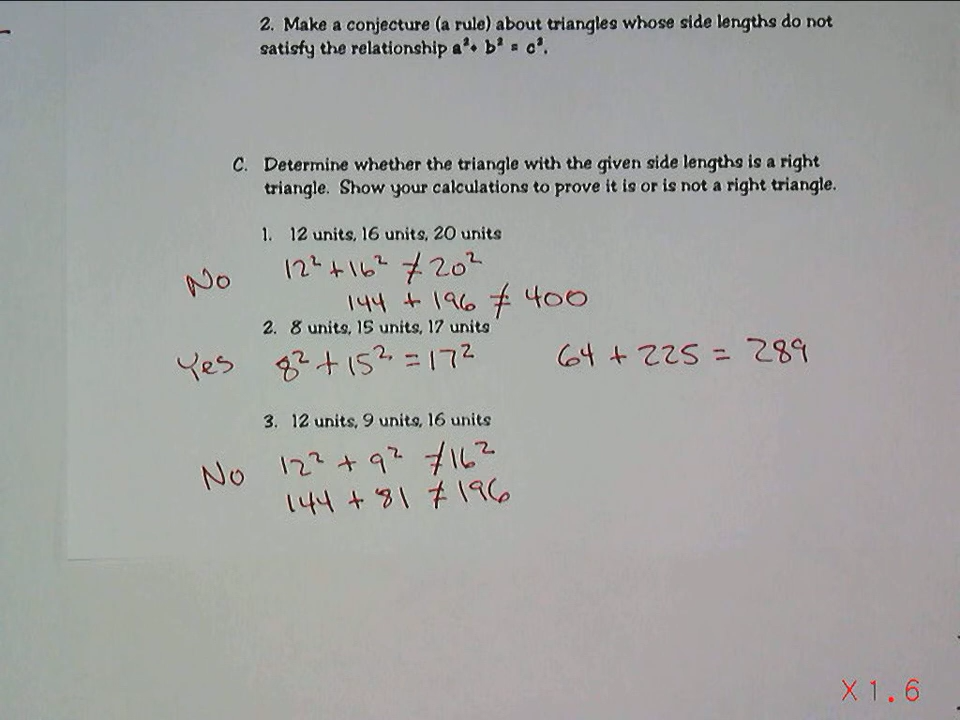 2. Make a conjecture (a rule) about triangles whose side lengths do not
satisfy the relationship a²+ b² = c².
C. Determine whether the triangle with the given side lengths is a right
triangle. Show your calculations to prove it is or is not a right triangle.
1. 12 units, 16 units, 20 units
No 12² + 16² ≠ 20²
144 + 196 ≠ 400
2. 8 units, 15 units, 17 units
Yes 8² + 15² = 17² 64 + 225 = 289
3. 12 units, 9 units, 16 units
No 12² + 9² ≠ 16²
144 + 81 ≠ 196
X1.6